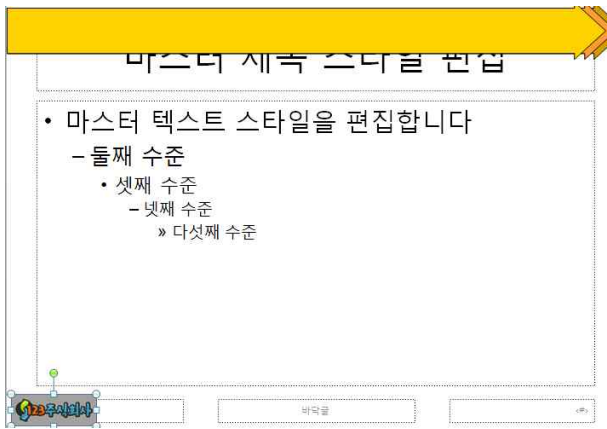 마스터 제목 스타일 편집
• 마스터 텍스트 스타일을 편집합니다
– 둘째 수준
• 셋째 수준
– 넷째 수준
» 다섯째 수준
123주식회사
바닥글
‹#›